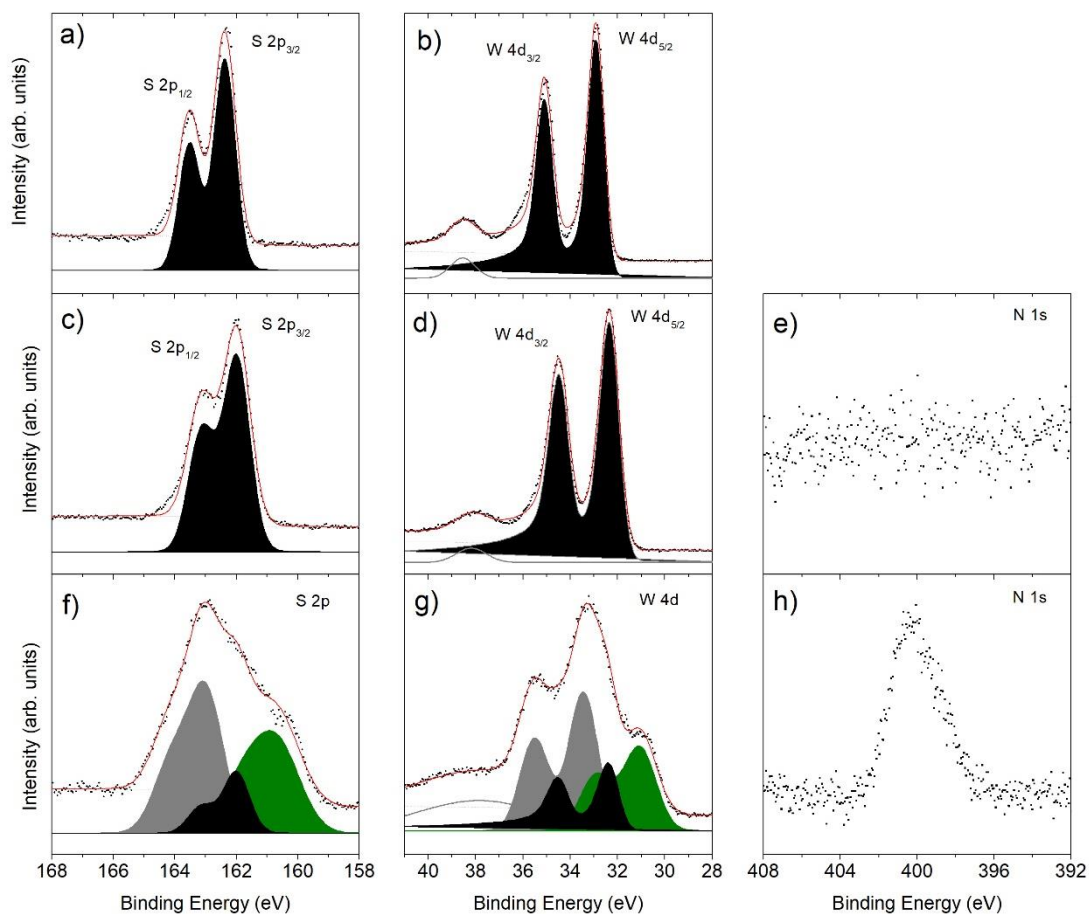 a)
S 2p3/2
S 2p1/2
b)
W 4d3/2
W 4d5/2
Intensity (arb. units)
c)
S 2p1/2
S 2p3/2
d)
W 4d3/2
W 4d5/2
e)
N 1s
Intensity (arb. units)
f)
S 2p
g)
W 4d
h)
N 1s
Intensity (arb. units)
168 166 164 162 160 158
40 38 36 34 32 30 28
408 404 400 396 392
Binding Energy (eV)
Binding Energy (eV)
Binding Energy (eV)